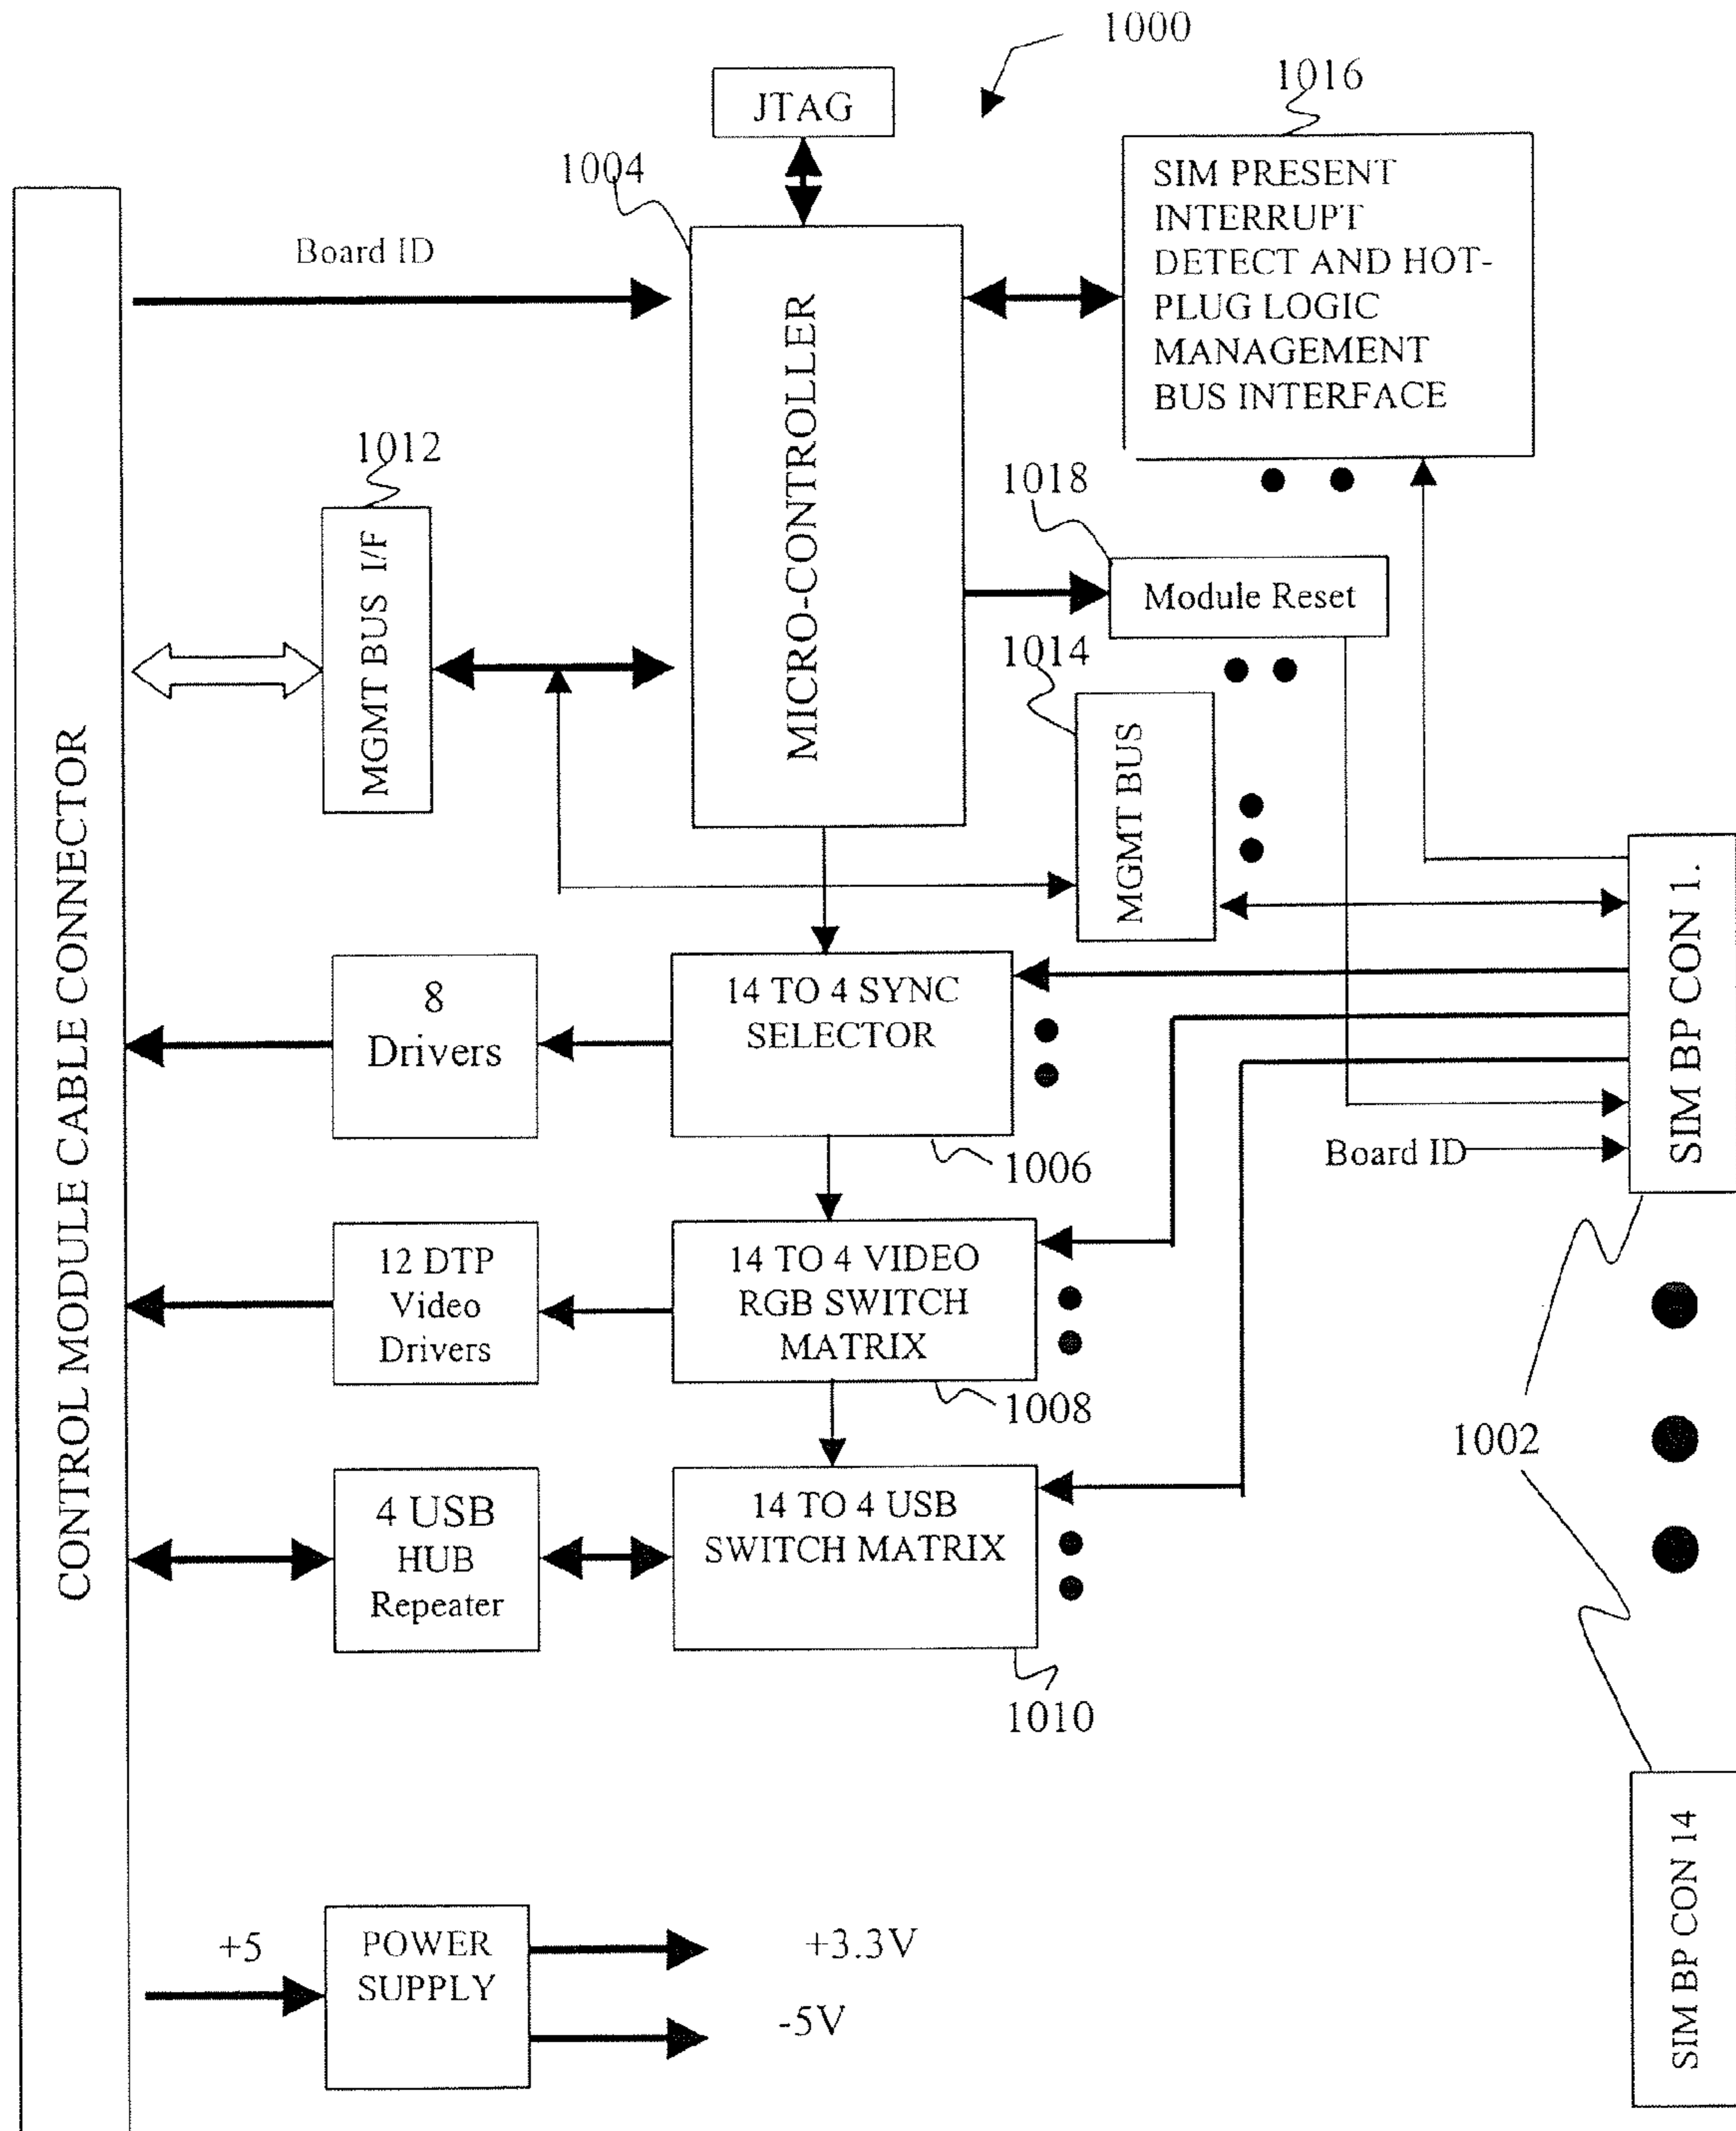 1000
JTAG
1016
1004
SIM PRESENT
INTERRUPT
DETECT AND HOT-
PLUG LOGIC
MANAGEMENT
BUS INTERFACE
Board ID
MICRO-CONTROLLER
1012
MGMT BUS I/F
1018
Module Reset
1014
MGMT BUS
CONTROL MODULE CABLE CONNECTOR
SIM BP CON 1.
8
Drivers
14 TO 4 SYNC
SELECTOR
1006
Board ID
12 DTP
Video
Drivers
14 TO 4 VIDEO
RGB SWITCH
MATRIX
1008
1002
4 USB
HUB
Repeater
14 TO 4 USB
SWITCH MATRIX
1010
SIM BP CON 14
+5
POWER
SUPPLY
+3.3V
-5V